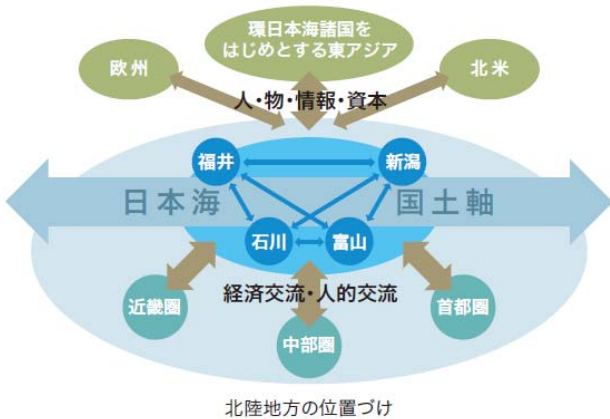 環日本海諸国を
はじめとする東アジア
欧州
北米
人・物・情報・資本
福井
新潟
日本海
国土軸
石川
富山
経済交流・人的交流
近畿圏
首都圏
中部圏
北陸地方の位置づけ